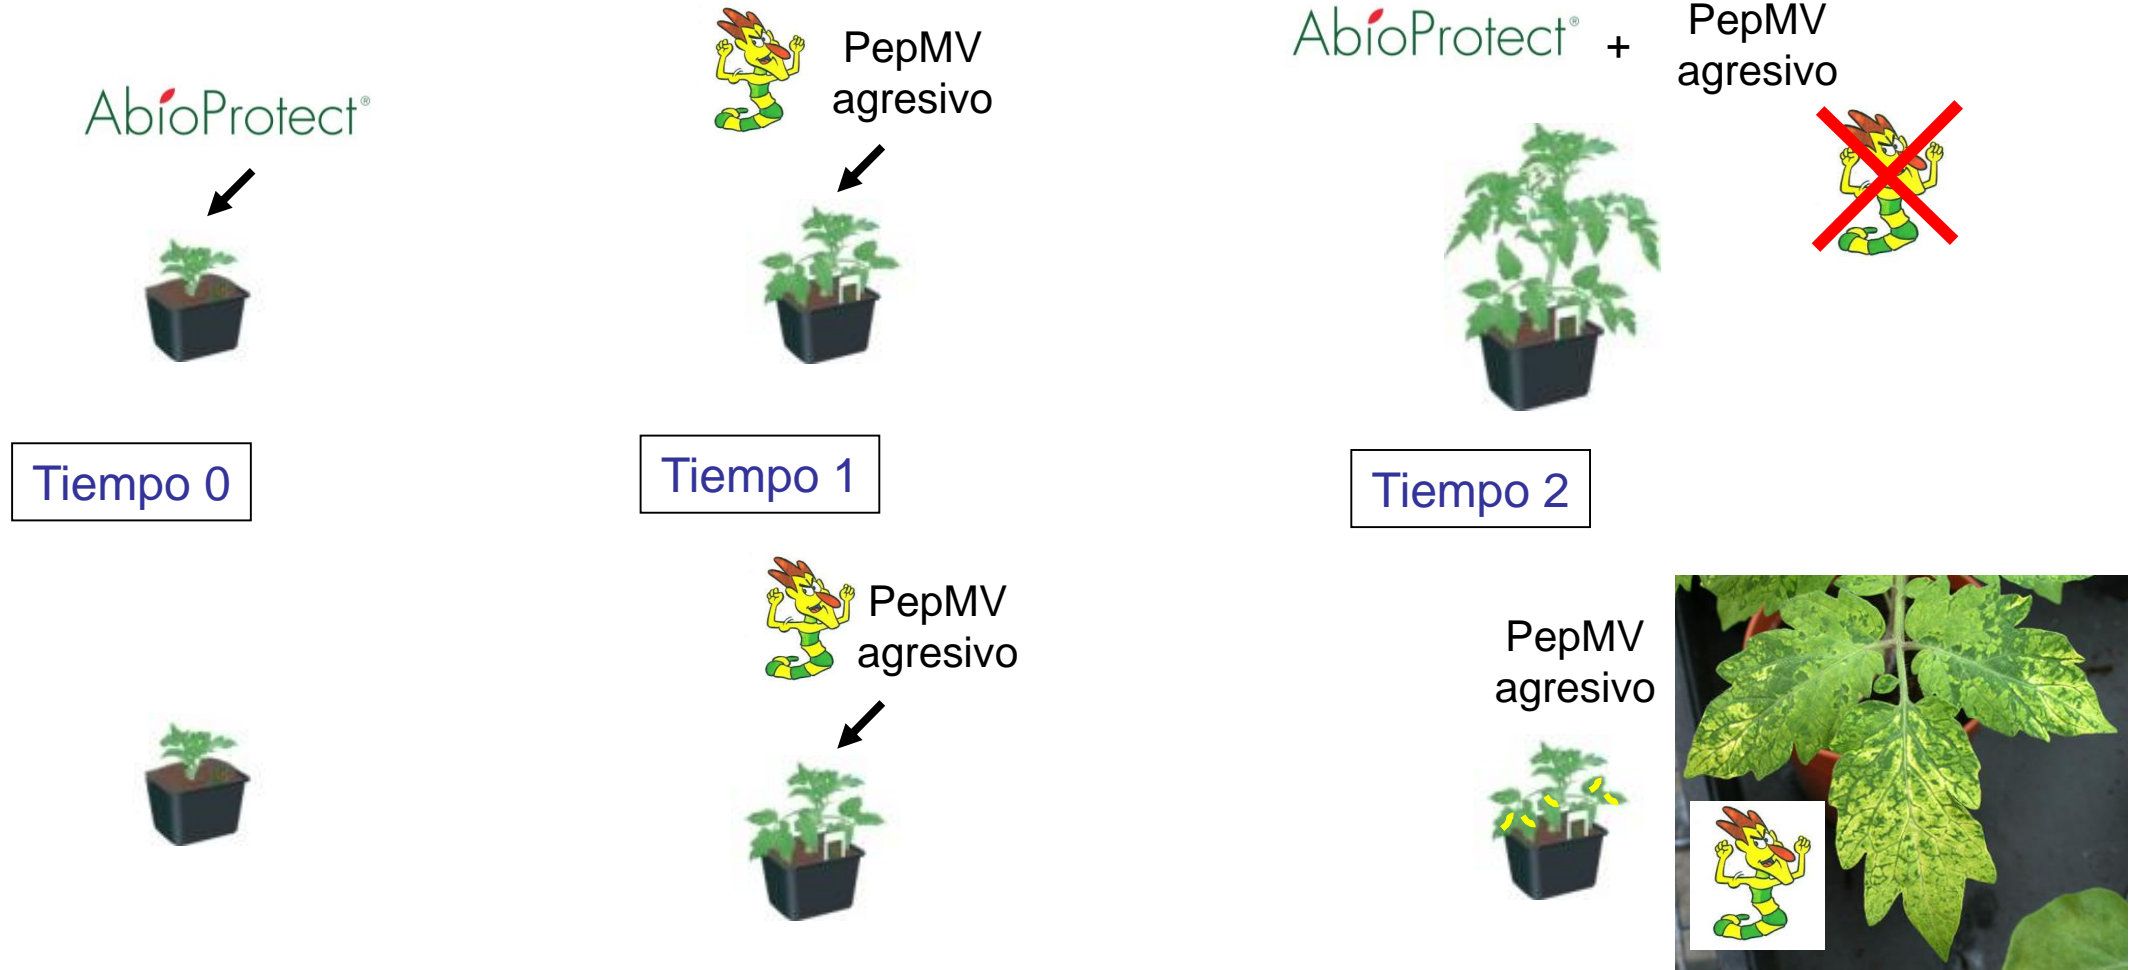 AbioProtect®
PepMV
agresivo
AbioProtect® +
PepMV
agresivo
Tiempo 0
Tiempo 1
Tiempo 2
PepMV
agresivo
PepMV
agresivo